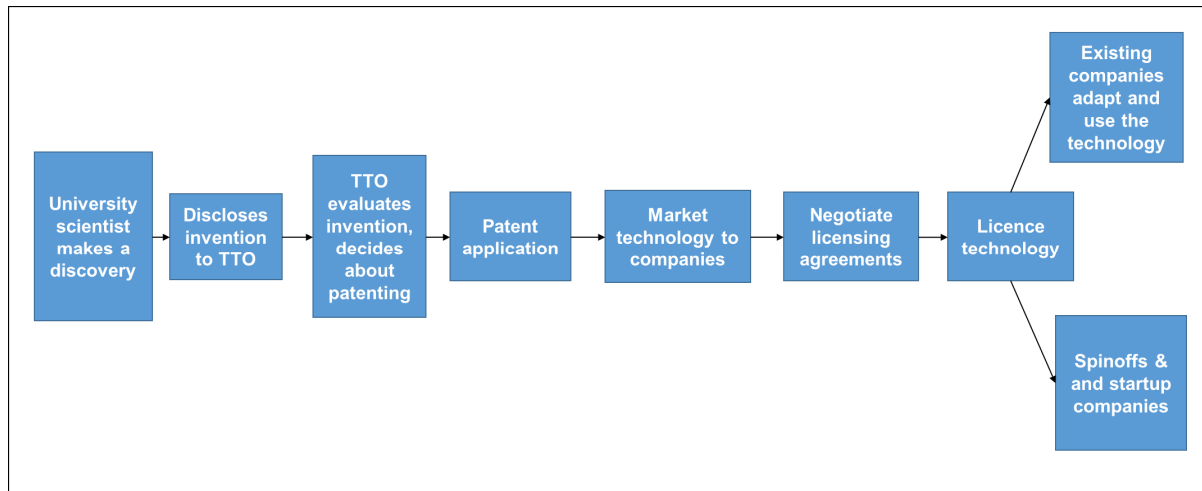 University
scientist
makes a
discovery
Discloses
invention
to TTO
TTO
evaluates
invention,
decides
about
patenting
Patent
application
Market
technology to
companies
Negotiate
licensing
agreements
Licence
technology
Existing
companies
adapt and
use the
technology
Spinoffs &
and startup
companies